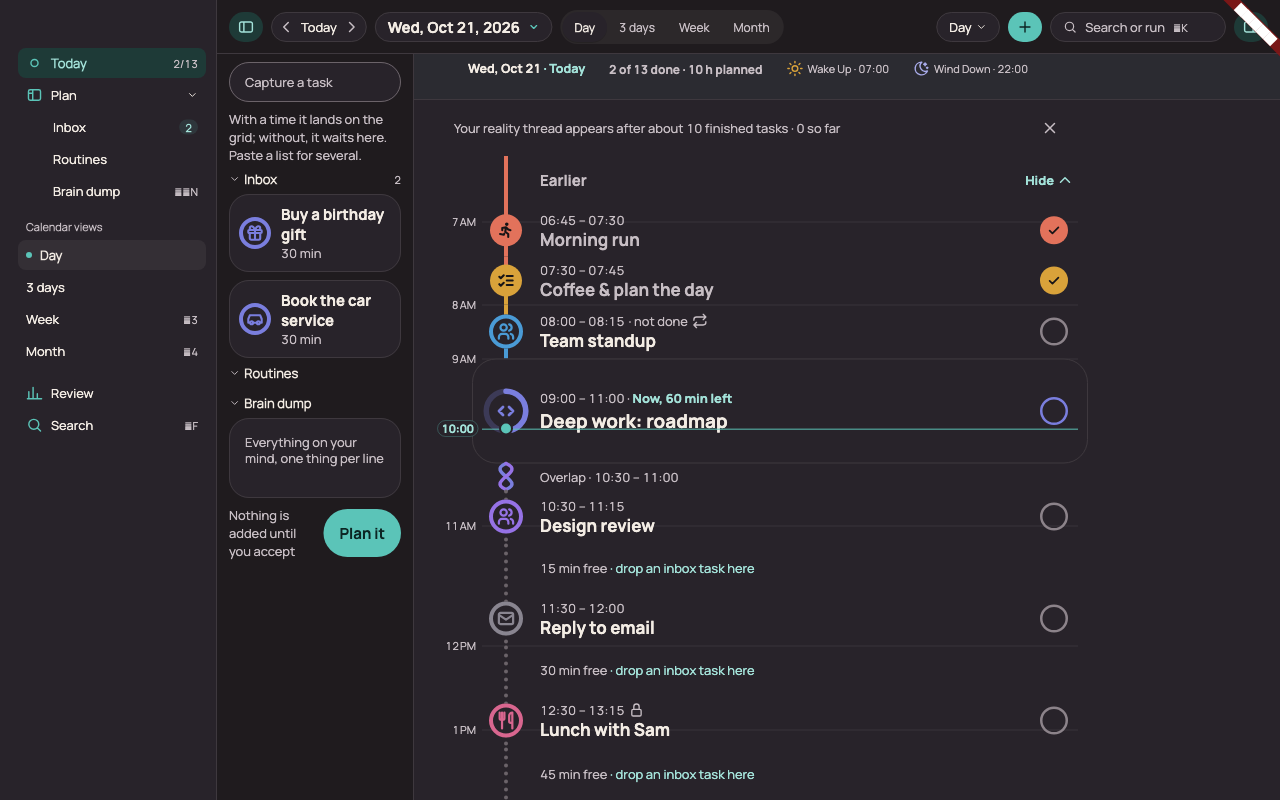 Today
Wed, Oct 21, 2026
Day
3 days
Week
Month
Day
Search or run
K
Today
2/13
Plan
Inbox
2
Routines
Brain dump
N
Calendar views
Day
3 days
Week
3
Month
4
Review
Search
F
Capture a task
With a time it lands on the
grid; without, it waits here.
Paste a list for several.
Inbox
2
Buy a birthday
gift
30 min
Book the car
service
30 min
Routines
Brain dump
Everything on your
mind, one thing per line
Nothing is
added until
you accept
Plan it
Wed, Oct 21 · Today
2 of 13 done · 10 h planned
Wake Up · 07:00
Wind Down · 22:00
Your reality thread appears after about 10 finished tasks · 0 so far
Earlier
Hide
7 AM
06:45 – 07:30
Morning run
07:30 – 07:45
Coffee & plan the day
8 AM
08:00 – 08:15 · not done
Team standup
9 AM
09:00 – 11:00 · Now, 60 min left
Deep work: roadmap
10:00
Overlap · 10:30 – 11:00
10:30 – 11:15
11 AM
Design review
15 min free · drop an inbox task here
11:30 – 12:00
Reply to email
12 PM
30 min free · drop an inbox task here
12:30 – 13:15
1 PM
Lunch with Sam
45 min free · drop an inbox task here